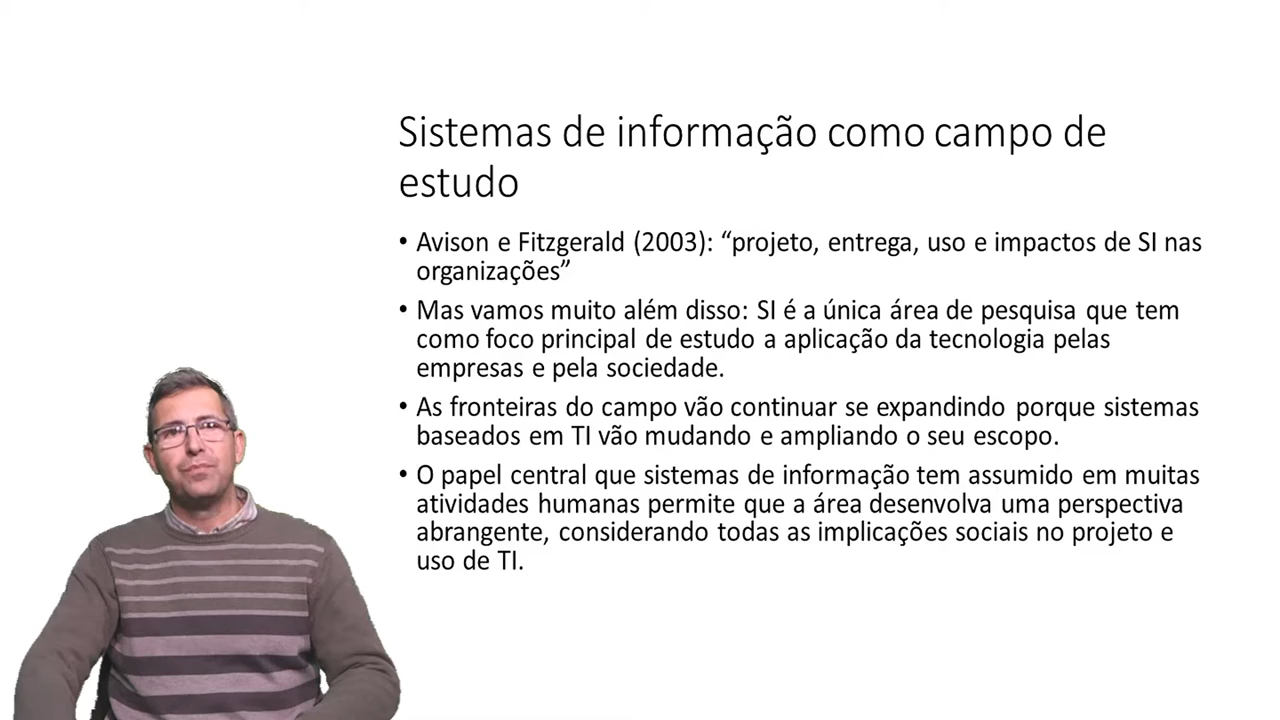 Sistemas de informação como campo de
estudo
• Avison e Fitzgerald (2003): “projeto, entrega, uso e impactos de SI nas
organizações”
• Mas vamos muito além disso: SI é a única área de pesquisa que tem
como foco principal de estudo a aplicação da tecnologia pelas
empresas e pela sociedade.
• As fronteiras do campo vão continuar se expandindo porque sistemas
baseados em TI vão mudando e ampliando o seu escopo.
• O papel central que sistemas de informação tem assumido em muitas
atividades humanas permite que a área desenvolva uma perspectiva
abrangente, considerando todas as implicações sociais no projeto e
uso de TI.